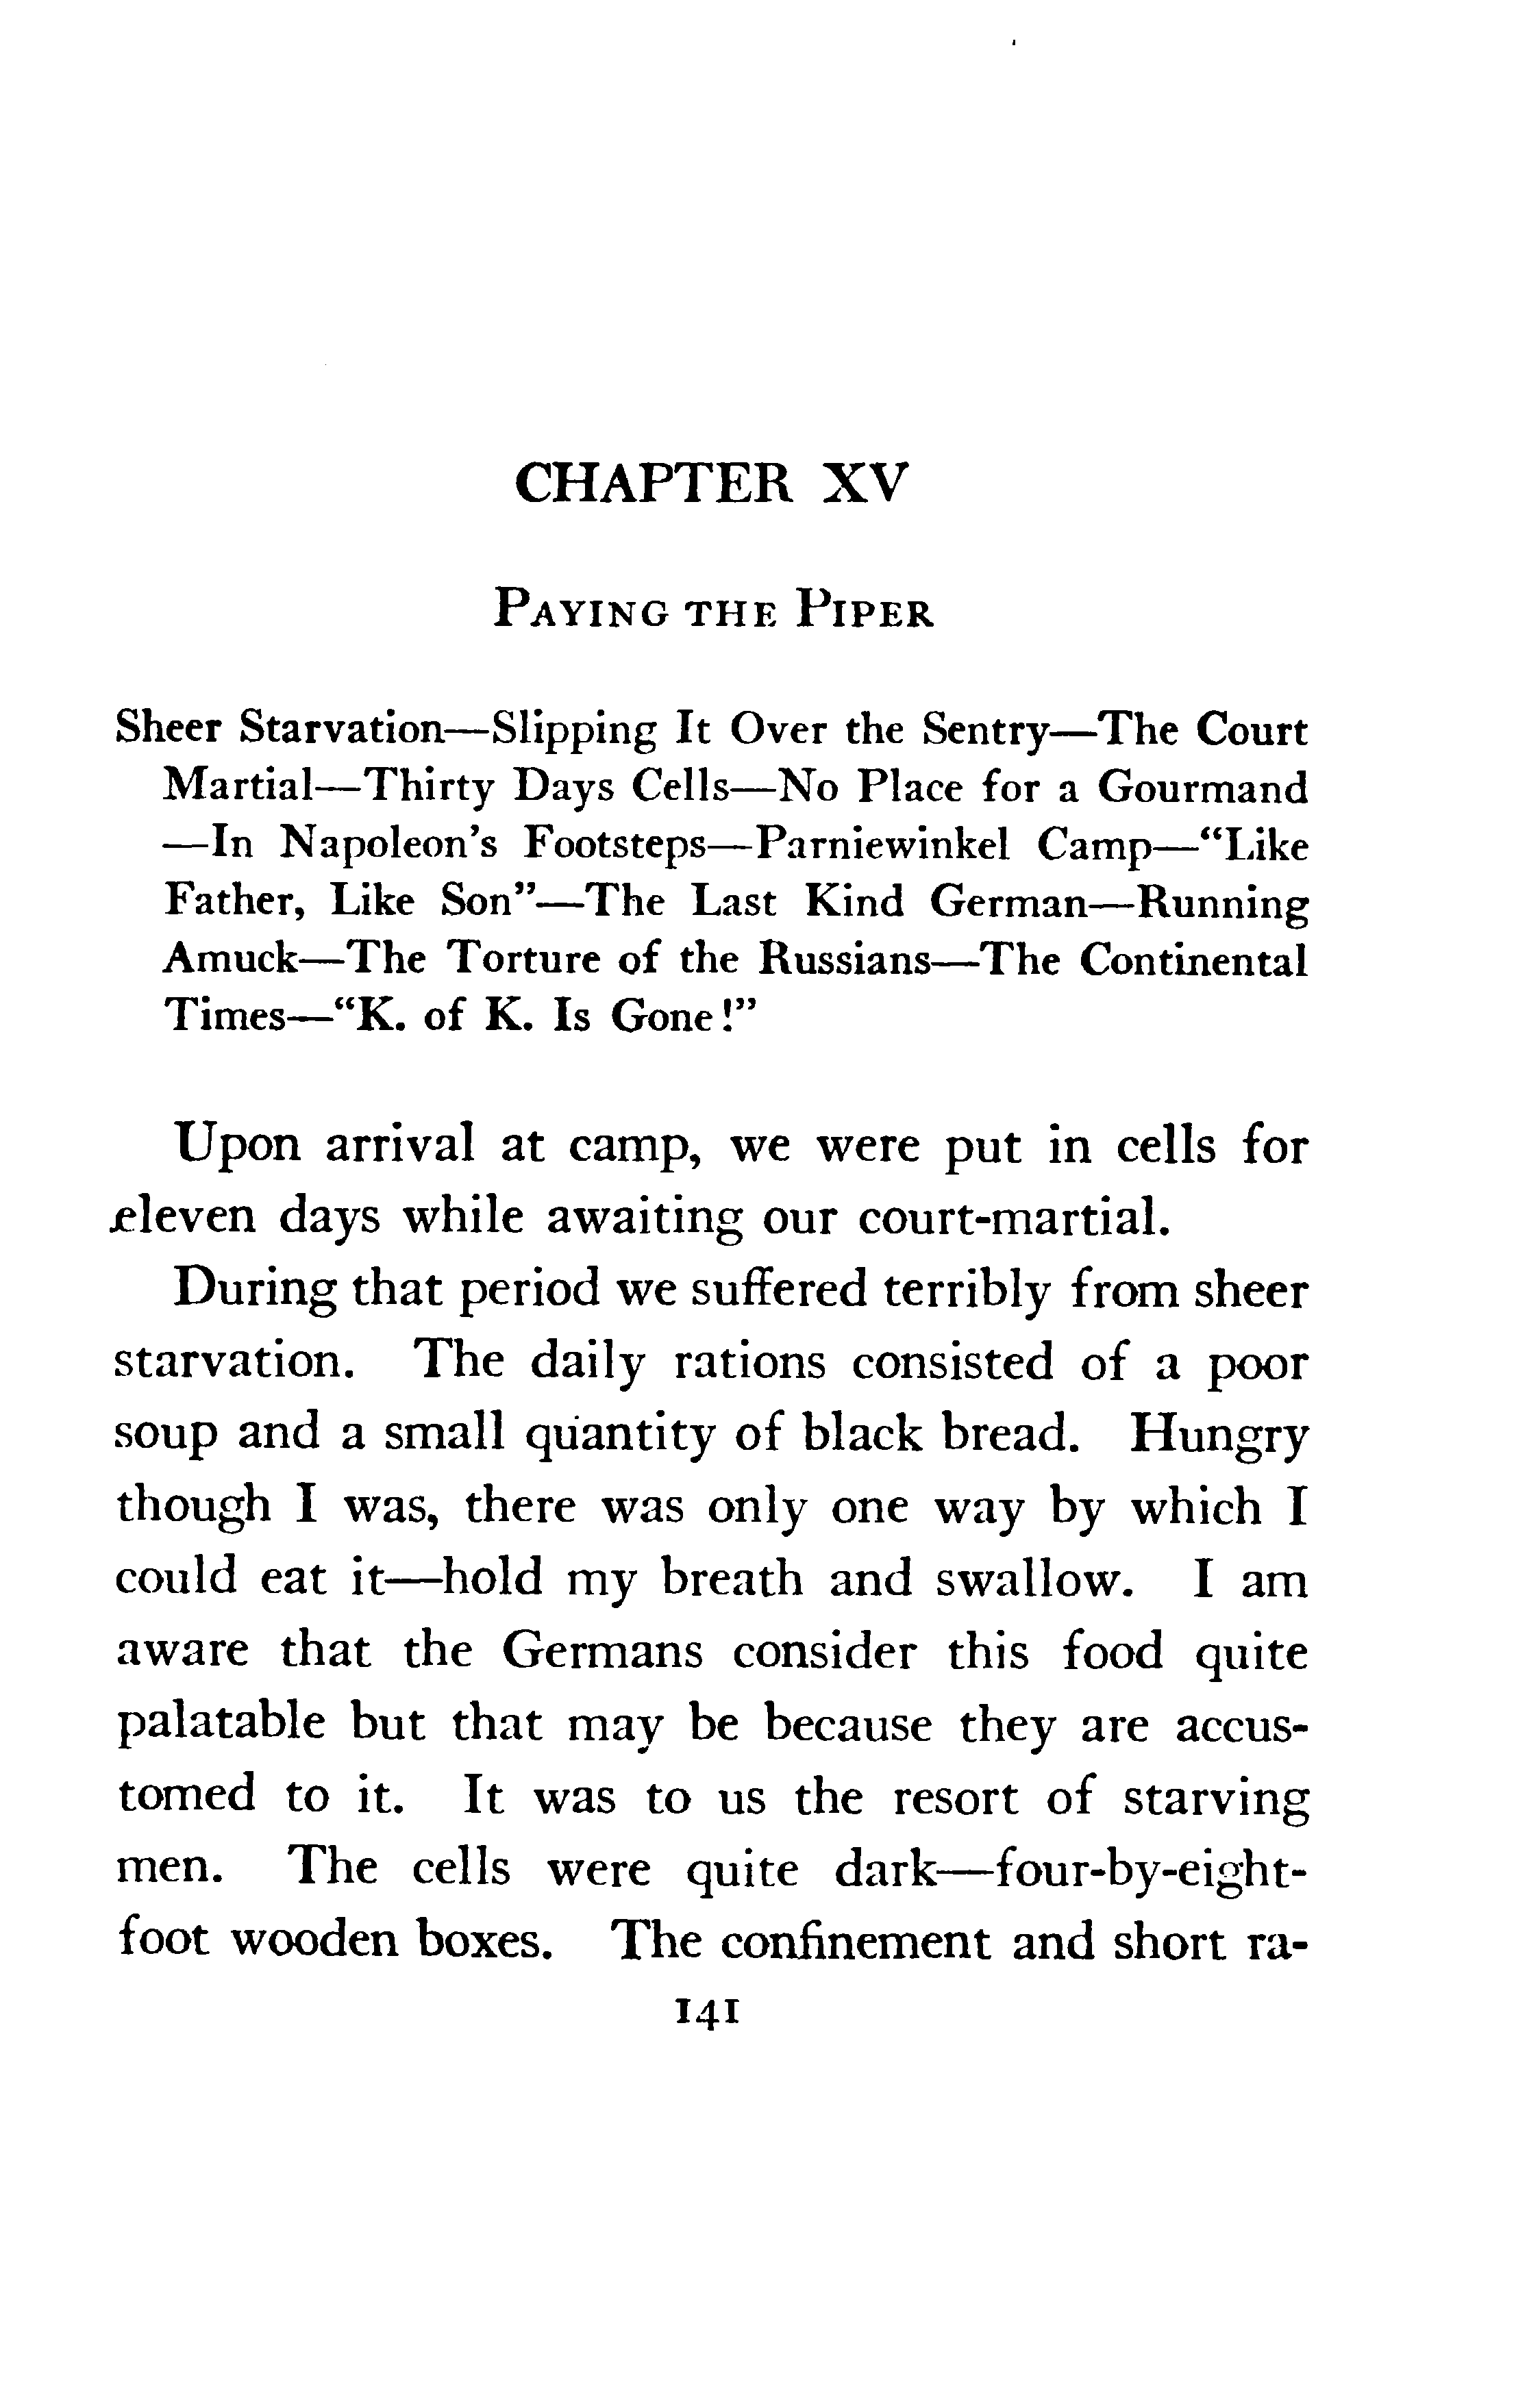 CHAPTER XV
PAYING THE PIPER
Sheer Starvation—Slipping It Over the Sentry—The Court
Martial—Thirty Days Cells—No Place for a Gourmand
—In Napoleon's Footsteps—Parniewinkel Camp—“Like
Father, Like Son”—The Last Kind German—Running
Amuck—The Torture of the Russians—The Continental
Times—“K. of K. Is Gone!”
Upon arrival at camp, we were put in cells for
eleven days while awaiting our court-martial.
During that period we suffered terribly from sheer
starvation. The daily rations consisted of a poor
soup and a small quantity of black bread. Hungry
though I was, there was only one way by which I
could eat it—hold my breath and swallow. I am
aware that the Germans consider this food quite
palatable but that may be because they are accus-
tomed to it. It was to us the resort of starving
men. The cells were quite dark—four-by-eight-
foot wooden boxes. The confinement and short ra-
141